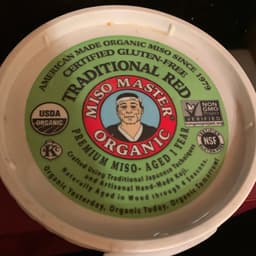 AMERICAN MADE ORGANIC MISO SINCE 1979
CERTIFIED GLUTEN-FREE
TRADITIONAL RED
MISO MASTER
ORGANIC
USDA
ORGANIC
NON
GMO
VERIFIED
NSF
K
PREMIUM MISO - AGED 1 YEAR
Crafted Using Traditional Japanese Techniques
and Artisanal Hand-Made Koji.
Naturally Aged in Wood through 4 Seasons.
Organic Yesterday, Organic Today, Organic Tomorrow!